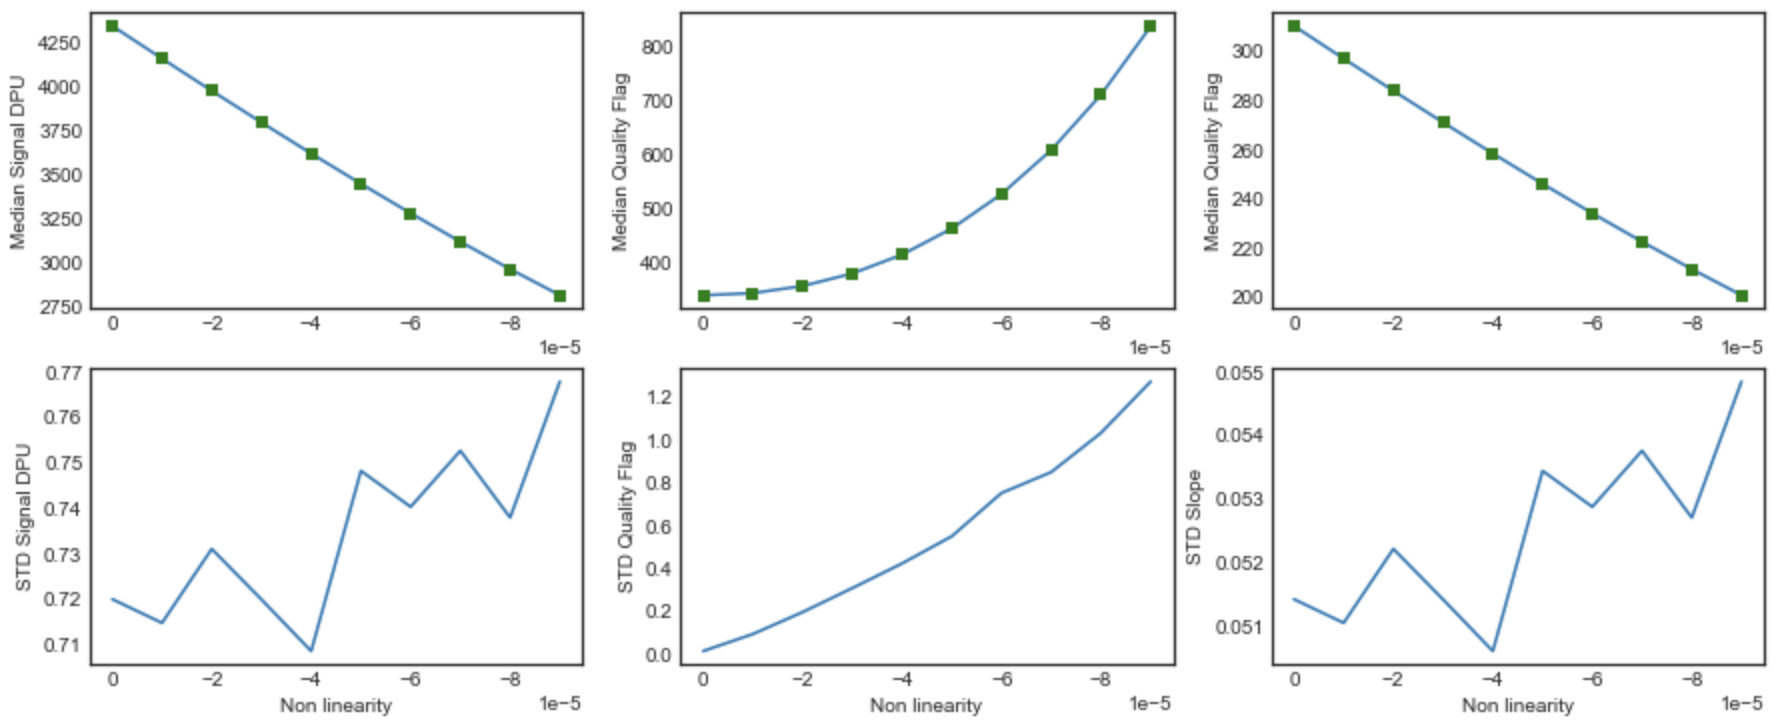 Median Signal DPU
4250
4000
3750
3500
3250
3000
2750
0 −2 −4 −6 −8
1e−5
Median Quality Flag
800
700
600
500
400
0 −2 −4 −6 −8
1e−5
Median Quality Flag
300
280
260
240
220
200
0 −2 −4 −6 −8
1e−5
STD Signal DPU
0.77
0.76
0.75
0.74
0.73
0.72
0.71
0 −2 −4 −6 −8
Non linearity
1e−5
STD Quality Flag
1.2
1.0
0.8
0.6
0.4
0.2
0.0
0 −2 −4 −6 −8
Non linearity
1e−5
STD Slope
0.055
0.054
0.053
0.052
0.051
0 −2 −4 −6 −8
Non linearity
1e−5